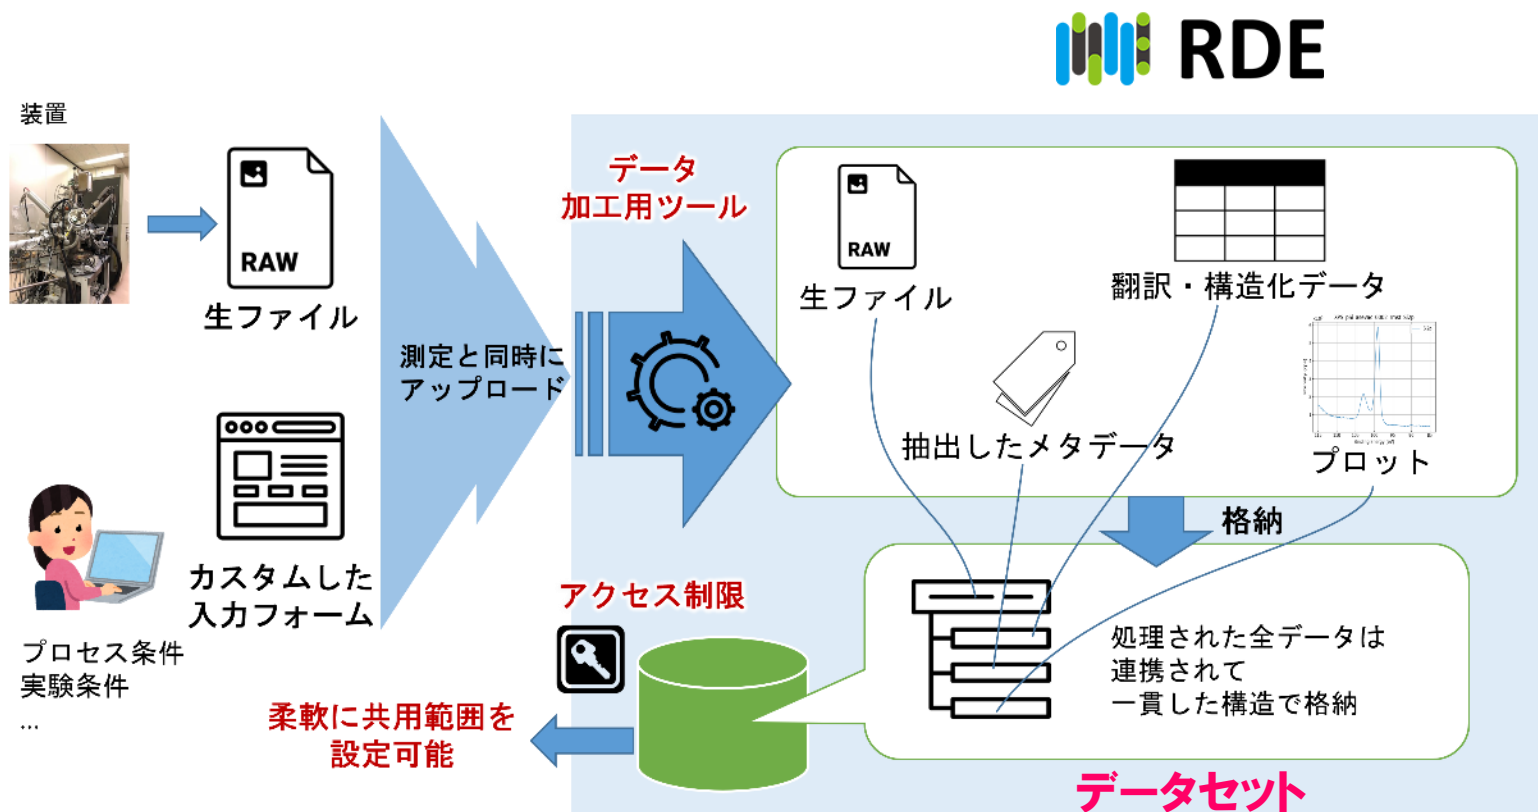 RDE
装置
RAW
生ファイル
測定と同時に
アップロード
カスタムした
入力フォーム
プロセス条件
実験条件
...
データ
加工用ツール
RAW
生ファイル
翻訳・構造化データ
抽出したメタデータ
プロット
格納
アクセス制限
柔軟に共用範囲を
設定可能
処理された全データは
連携されて
一貫した構造で格納
データセット